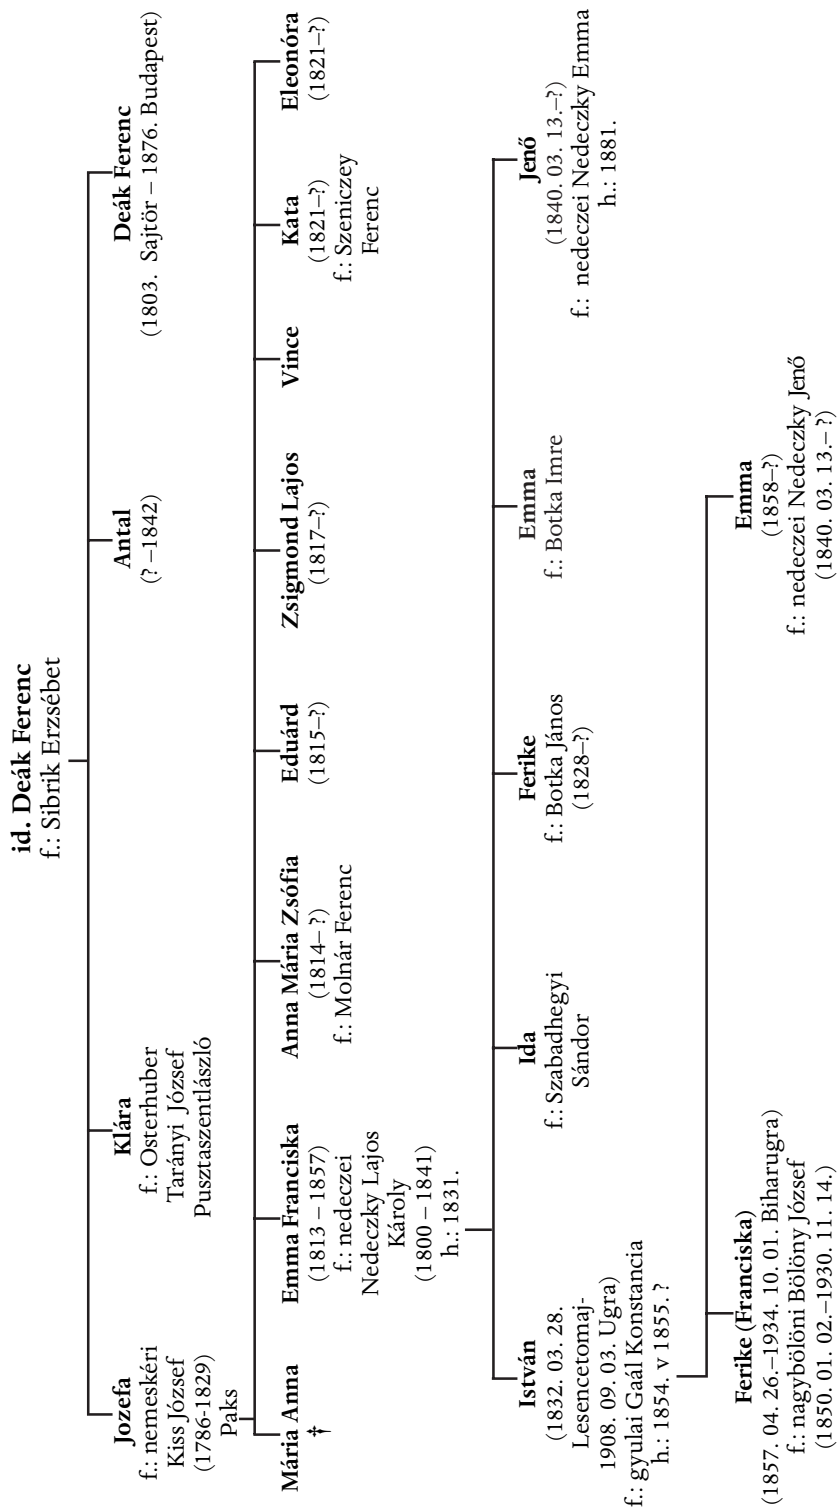 id. Deák Ferenc
f.: Sibrik Erzsébet
Jozefa
f.: nemeskéri
Kiss József
(1786-1829)
Paks
Klára
f.: Osterhuber
Tarányi József
Pusztaszentlászló
Antal
(? –1842)
Deák Ferenc
(1803. Sajtör – 1876. Budapest)
Mária Anna
†
Emma Franciska
(1813 – 1857)
f.: nedeczei
Nedeczky Lajos
Károly
(1800 – 1841)
h.: 1831.
Anna Mária Zsófia
(1814– ?)
f.: Molnár Ferenc
Eduárd
(1815–?)
Zsigmond Lajos
(1817–?)
Vince
Kata
(1821–?)
f.: Szeniczey
Ferenc
Eleonóra
(1821–?)
István
(1832. 03. 28.
Lesencetomaj-
1908. 09. 03. Ugra)
f.: gyulai Gaál Konstancia
h.: 1854. v 1855. ?
Ida
f.: Szabadhegyi
Sándor
Ferike
f.: Botka János
(1828–?)
Emma
f.: Botka Imre
Jenő
(1840. 03. 13.–?)
f.: nedeczei Nedeczky Emma
h.: 1881.
Ferike (Franciska)
(1857. 04. 26.–1934. 10. 01. Biharugra)
f.: nagybölöni Bölöny József
(1850. 01. 02.–1930. 11. 14.)
Emma
(1858–?)
f.: nedeczei Nedeczky Jenő
(1840. 03. 13.– ?)